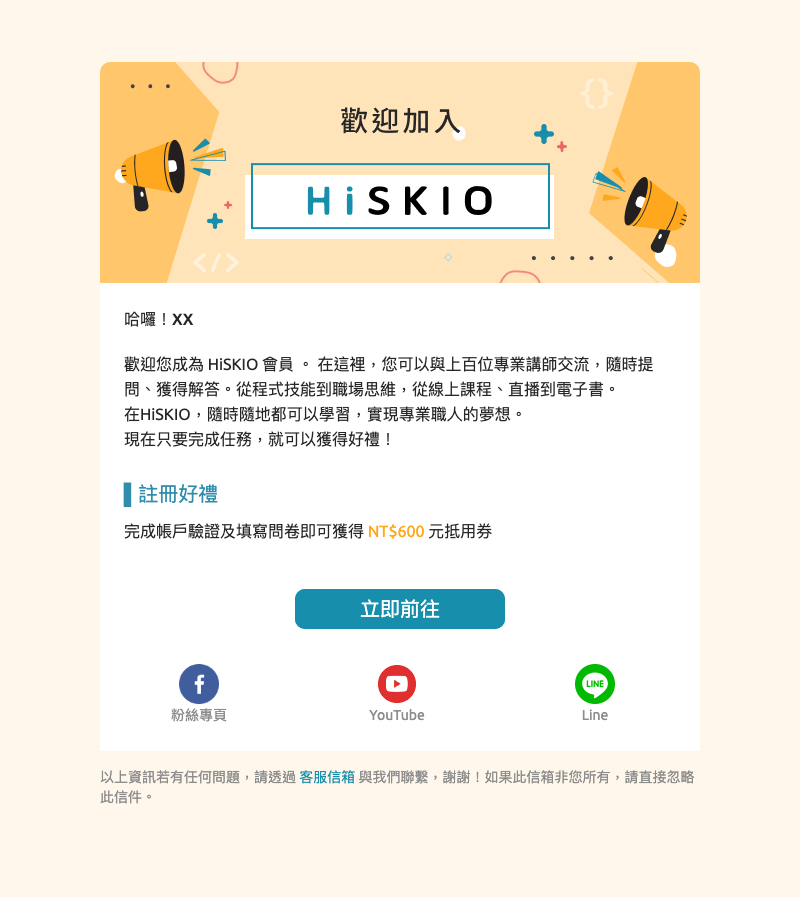 歡迎加入
{}
HiSKIO
</>
哈囉！XX
歡迎您成為 HiSKIO 會員 。 在這裡，您可以與上百位專業講師交流，隨時提
問、獲得解答。從程式技能到職場思維，從線上課程、直播到電子書。
在HiSKIO，隨時隨地都可以學習，實現專業職人的夢想。
現在只要完成任務，就可以獲得好禮！
註冊好禮
完成帳戶驗證及填寫問卷即可獲得 NT$600 元抵用券
立即前往
LINE
粉絲專頁 YouTube Line
以上資訊若有任何問題，請透過 客服信箱 與我們聯繫，謝謝！如果此信箱非您所有，請直接忽略
此信件。